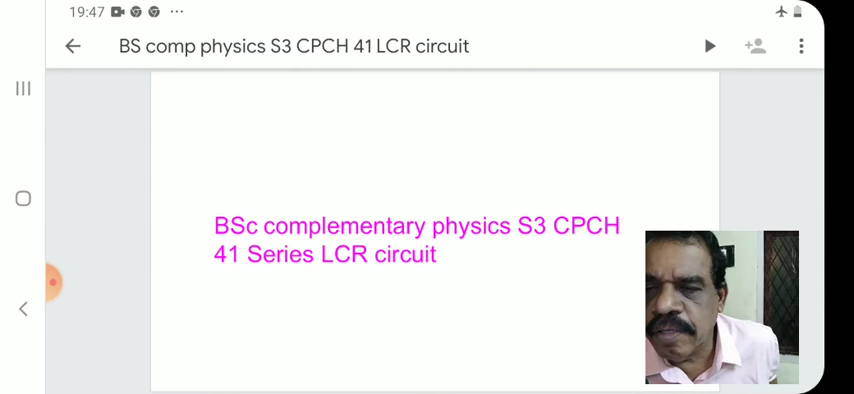 19:47
BS comp physics S3 CPCH 41 LCR circuit
BSc complementary physics S3 CPCH
41 Series LCR circuit